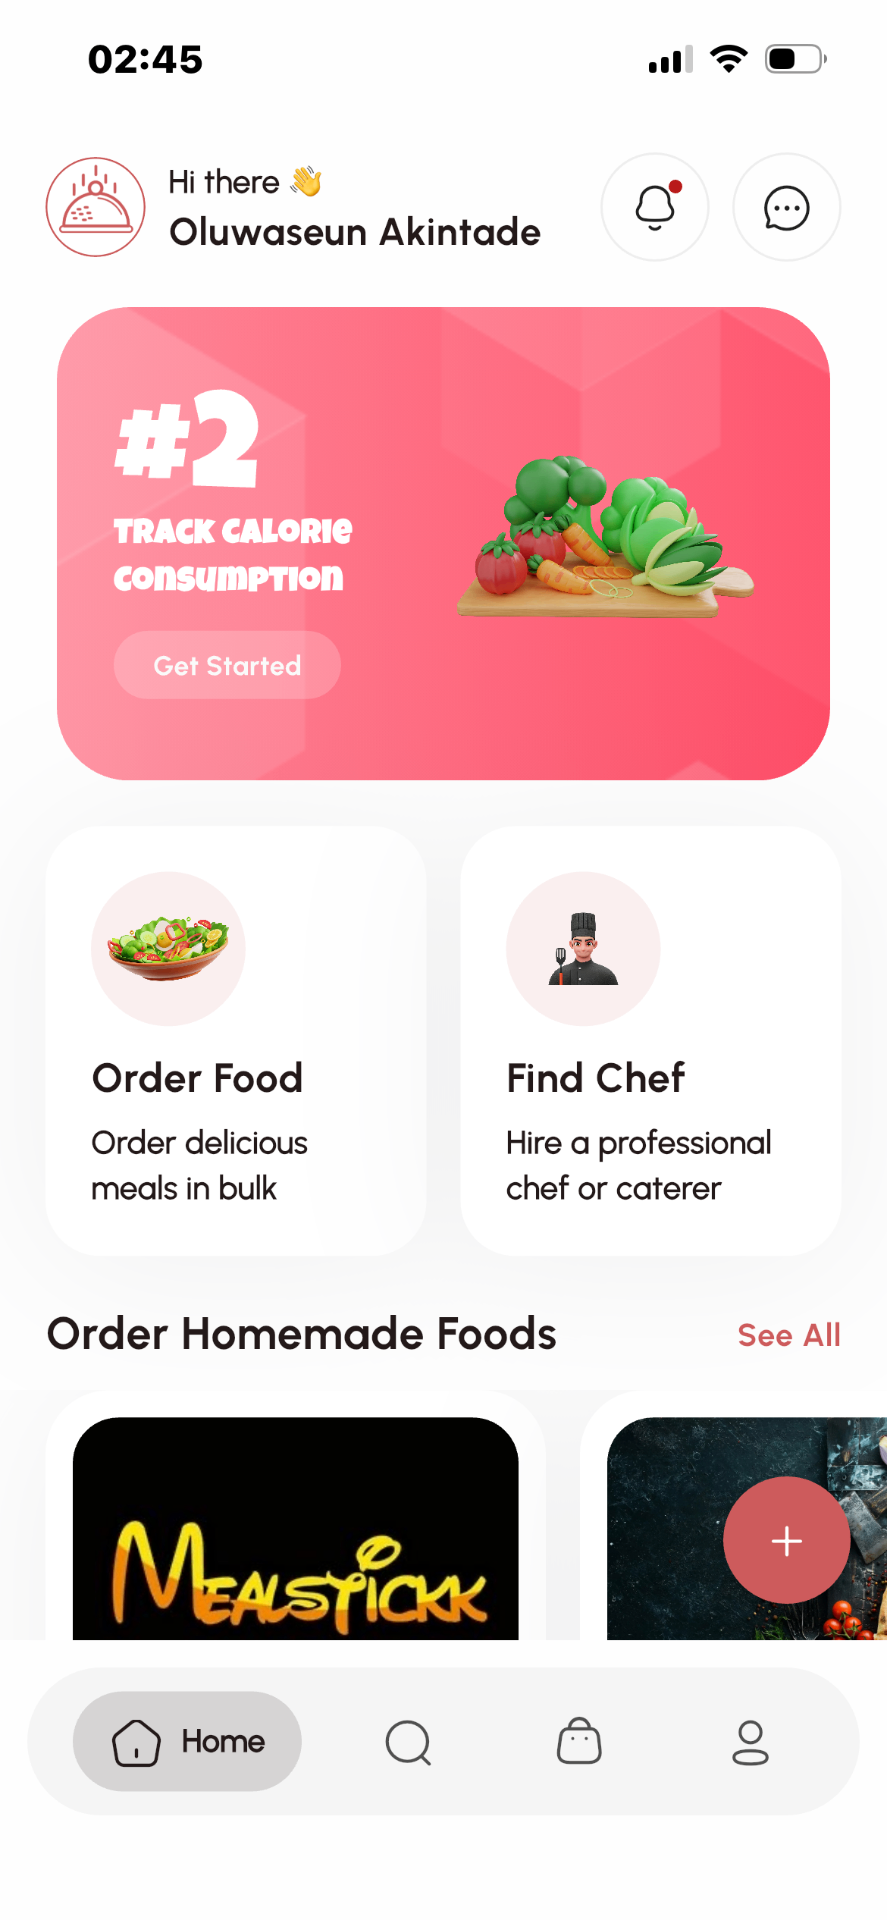 02:45
Hi there 👋
Oluwaseun Akintade
#2
TRACK CALORIE
CONSUMPTION
Get Started
Order Food
Order delicious
meals in bulk
Find Chef
Hire a professional
chef or caterer
Order Homemade Foods
See All
MEALSTICKK
Home